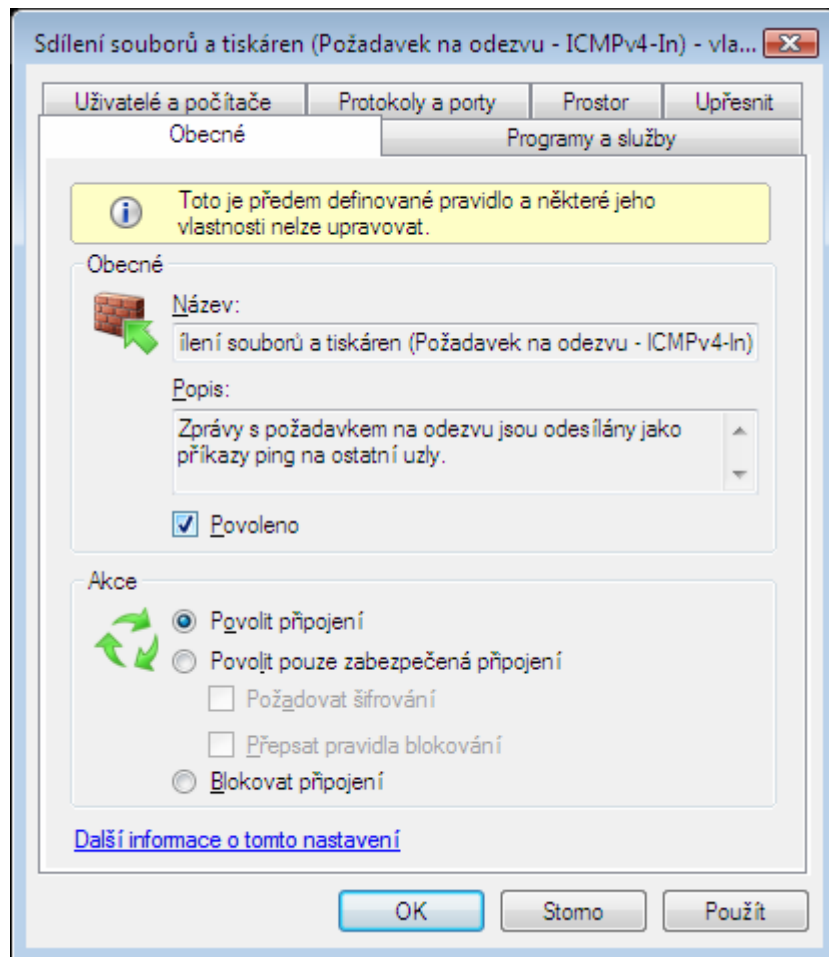 Sdílení souborů a tiskáren (Požadavek na odezvu - ICMPv4-In) - vla...
Uživatelé a počítače
Protokoly a porty
Prostor
Upřesnit
Obecné
Programy a služby
Toto je předem definované pravidlo a některé jeho
vlastnosti nelze upravovat.
Obecné
Název:
ílení souborů a tiskáren (Požadavek na odezvu - ICMPv4-In)
Popis:
Zprávy s požadavkem na odezvu jsou odesílány jako
příkazy ping na ostatní uzly.
Povoleno
Akce
Povolit připojení
Povolit pouze zabezpečená připojení
Požadovat šifrování
Přepsat pravidla blokování
Blokovat připojení
Další informace o tomto nastavení
OK
Storno
Použít